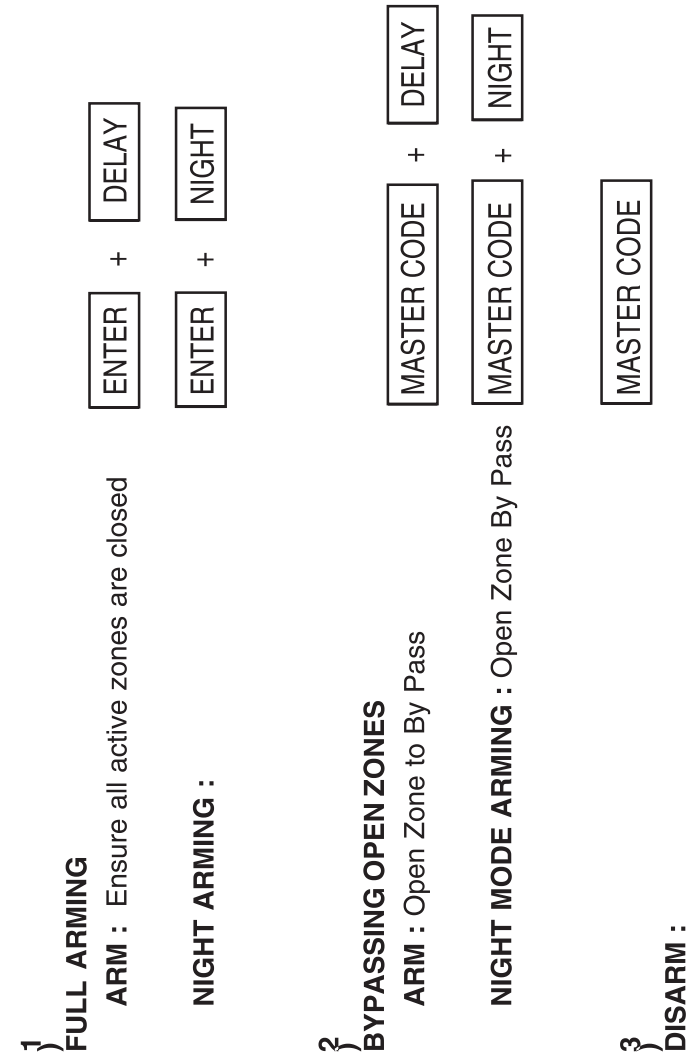 1)
FULL ARMING
ARM : Ensure all active zones are closed ENTER + DELAY
NIGHT ARMING : ENTER + NIGHT
2)
BYPASSING OPEN ZONES
ARM : Open Zone to By Pass MASTER CODE + DELAY
NIGHT MODE ARMING : Open Zone By Pass MASTER CODE + NIGHT
3)
DISARM : MASTER CODE